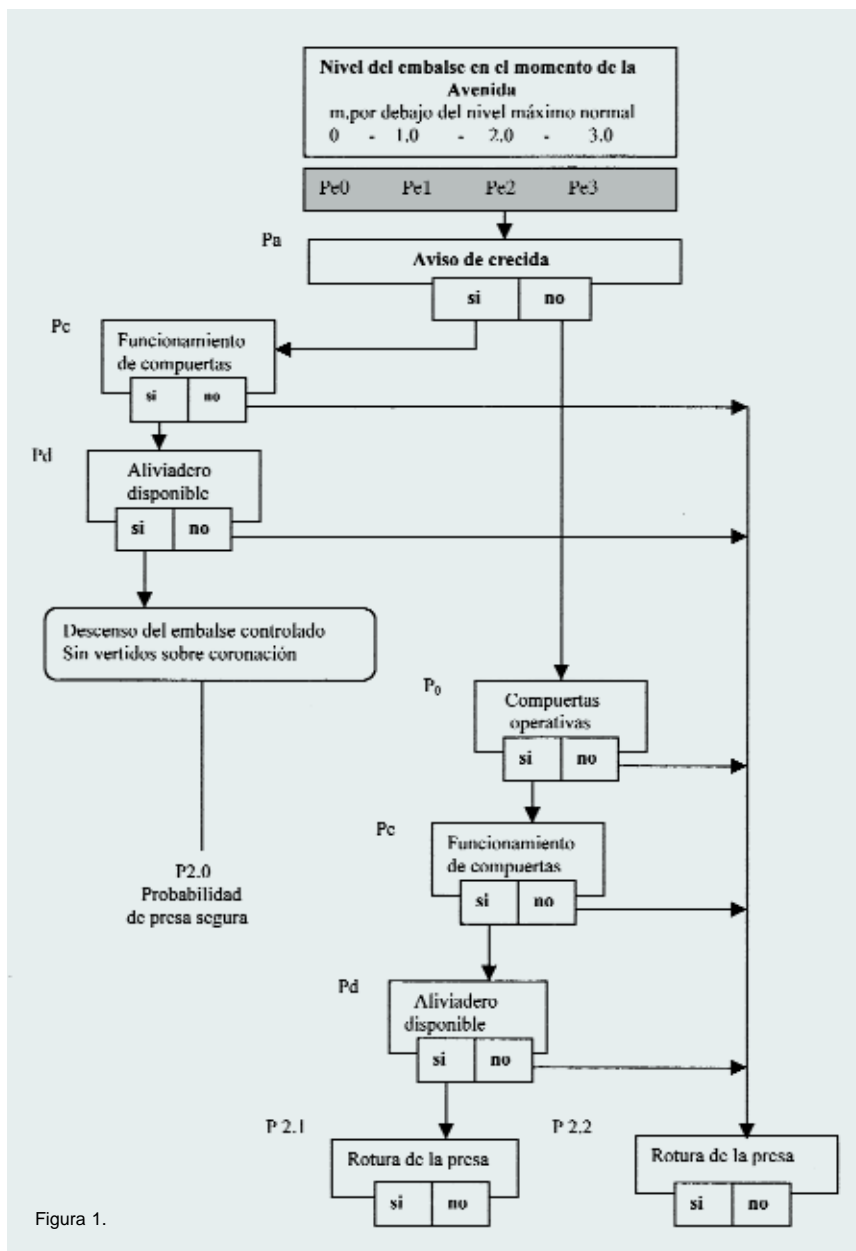 Nivel del embalse en el momento de la
Avenida
m,por debajo del nivel máximo normal
0 - 1,0 - 2,0 - 3.0
Pe0 Pe1 Pe2 Pe3
Pa
Aviso de crecida
si no
Pc
Funcionamiento
de compuertas
si no
Pd
Aliviadero
disponible
si no
Descenso del embalse controlado
Sin vertidos sobre coronación
P2.0
Probabilidad
de presa segura
P0
Compuertas
operativas
si no
Pc
Funcionamiento
de compuertas
si no
Pd
Aliviadero
disponible
si no
P 2.1
Rotura de la presa
si no
P 2,2
Rotura de la presa
si no
Figura 1.